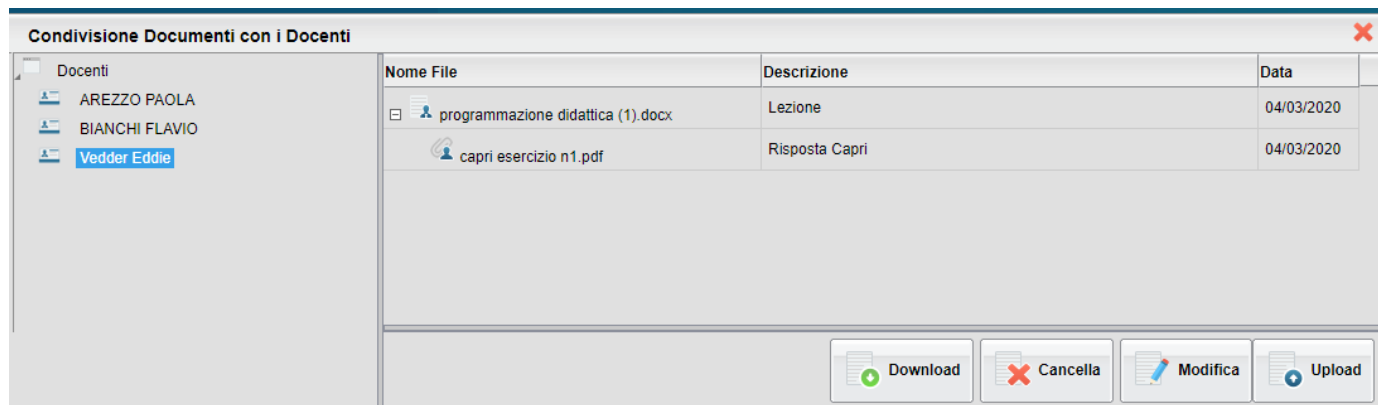 Condivisione Documenti con i Docenti
Docenti
AREZZO PAOLA
BIANCHI FLAVIO
Vedder Eddie
Nome File Descrizione Data
programmazione didattica (1).docx Lezione 04/03/2020
capri esercizio n1.pdf Risposta Capri 04/03/2020
Download Cancella Modifica Upload